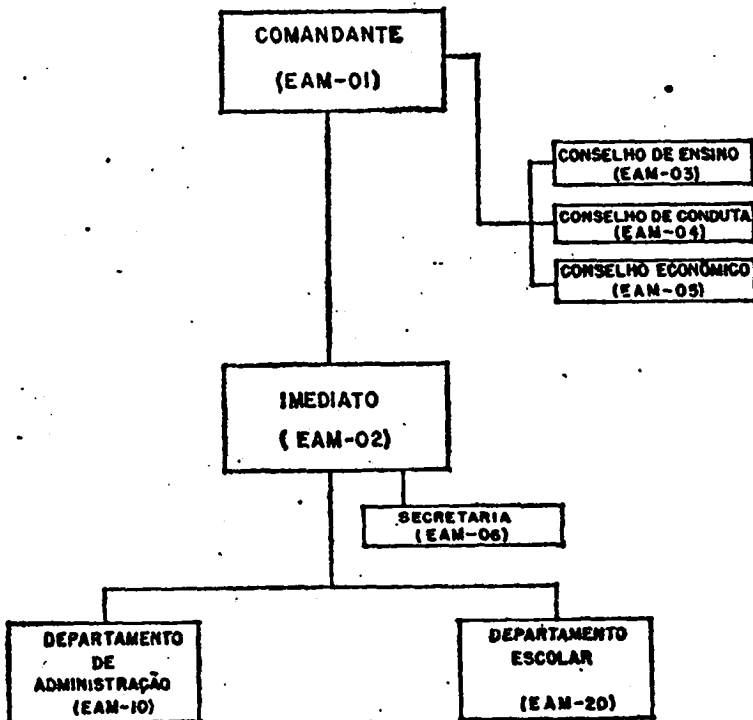 COMANDANTE
(EAM-01)
CONSELHO DE ENSINO
(EAM-03)
CONSELHO DE CONDUTA
(EAM-04)
CONSELHO ECONÔMICO
(EAM-05)
IMEDIATO
(EAM-02)
SECRETARIA
(EAM-06)
DEPARTAMENTO
DE
ADMINISTRAÇÃO
(EAM-10)
DEPARTAMENTO
ESCOLAR
(EAM-20)